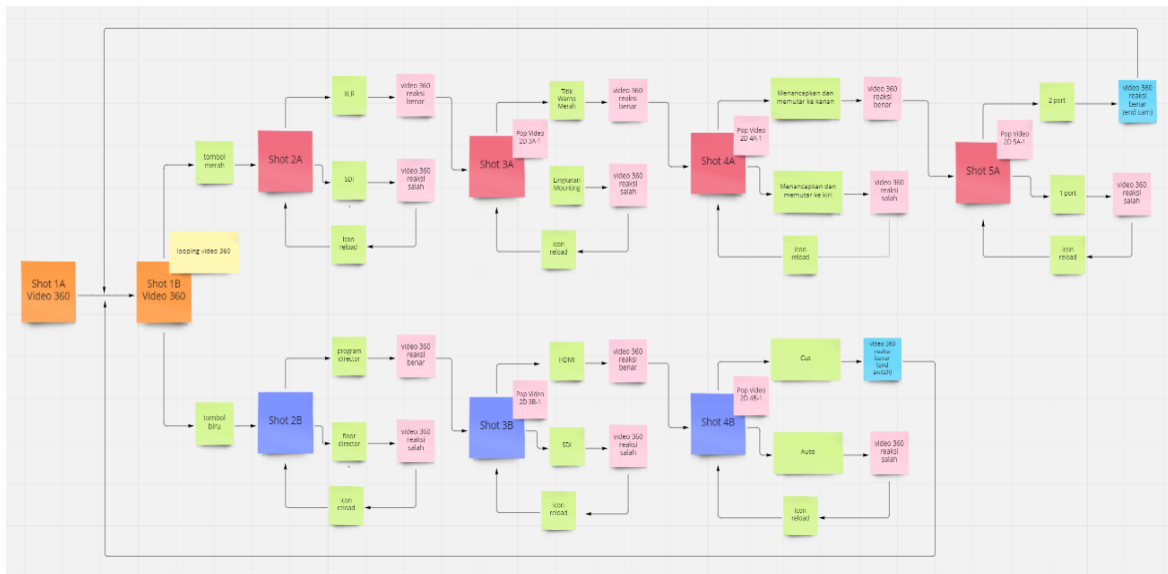 XLR
video 360
reaksi
benar
Titik
Warna
Merah
video 360
reaksi
benar
Menancapkan dan
memutar ke kanan
video 360
reaksi
benar
2 port
video 360
reaksi
benar
(end cam)
tombol
merah
Shot 2A
SDI
video 360
reaksi
salah
icon
reload
Pop Video
2D 3A-1
Shot 3A
Lingkaran
Mounting
video 360
reaksi
salah
icon
reload
Pop Video
2D 4A-1
Shot 4A
Menancapkan dan
memutar ke kiri
video 360
reaksi
salah
icon
reload
Pop Video
2D 5A-1
Shot 5A
1 port
video 360
reaksi
salah
icon
reload
looping video 360
Shot 1A
Video 360
Shot 1B
Video 360
program
director
video 360
reaksi
benar
HDMI
video 360
reaksi
benar
Cut
video 360
reaksi
benar
(end
switch)
tombol
biru
Shot 2B
floor
director
video 360
reaksi
salah
icon
reload
Pop Video
2D 3B-1
Shot 3B
SDI
video 360
reaksi
salah
icon
reload
Pop Video
2D 4B-1
Shot 4B
Auto
video 360
reaksi
salah
icon
reload